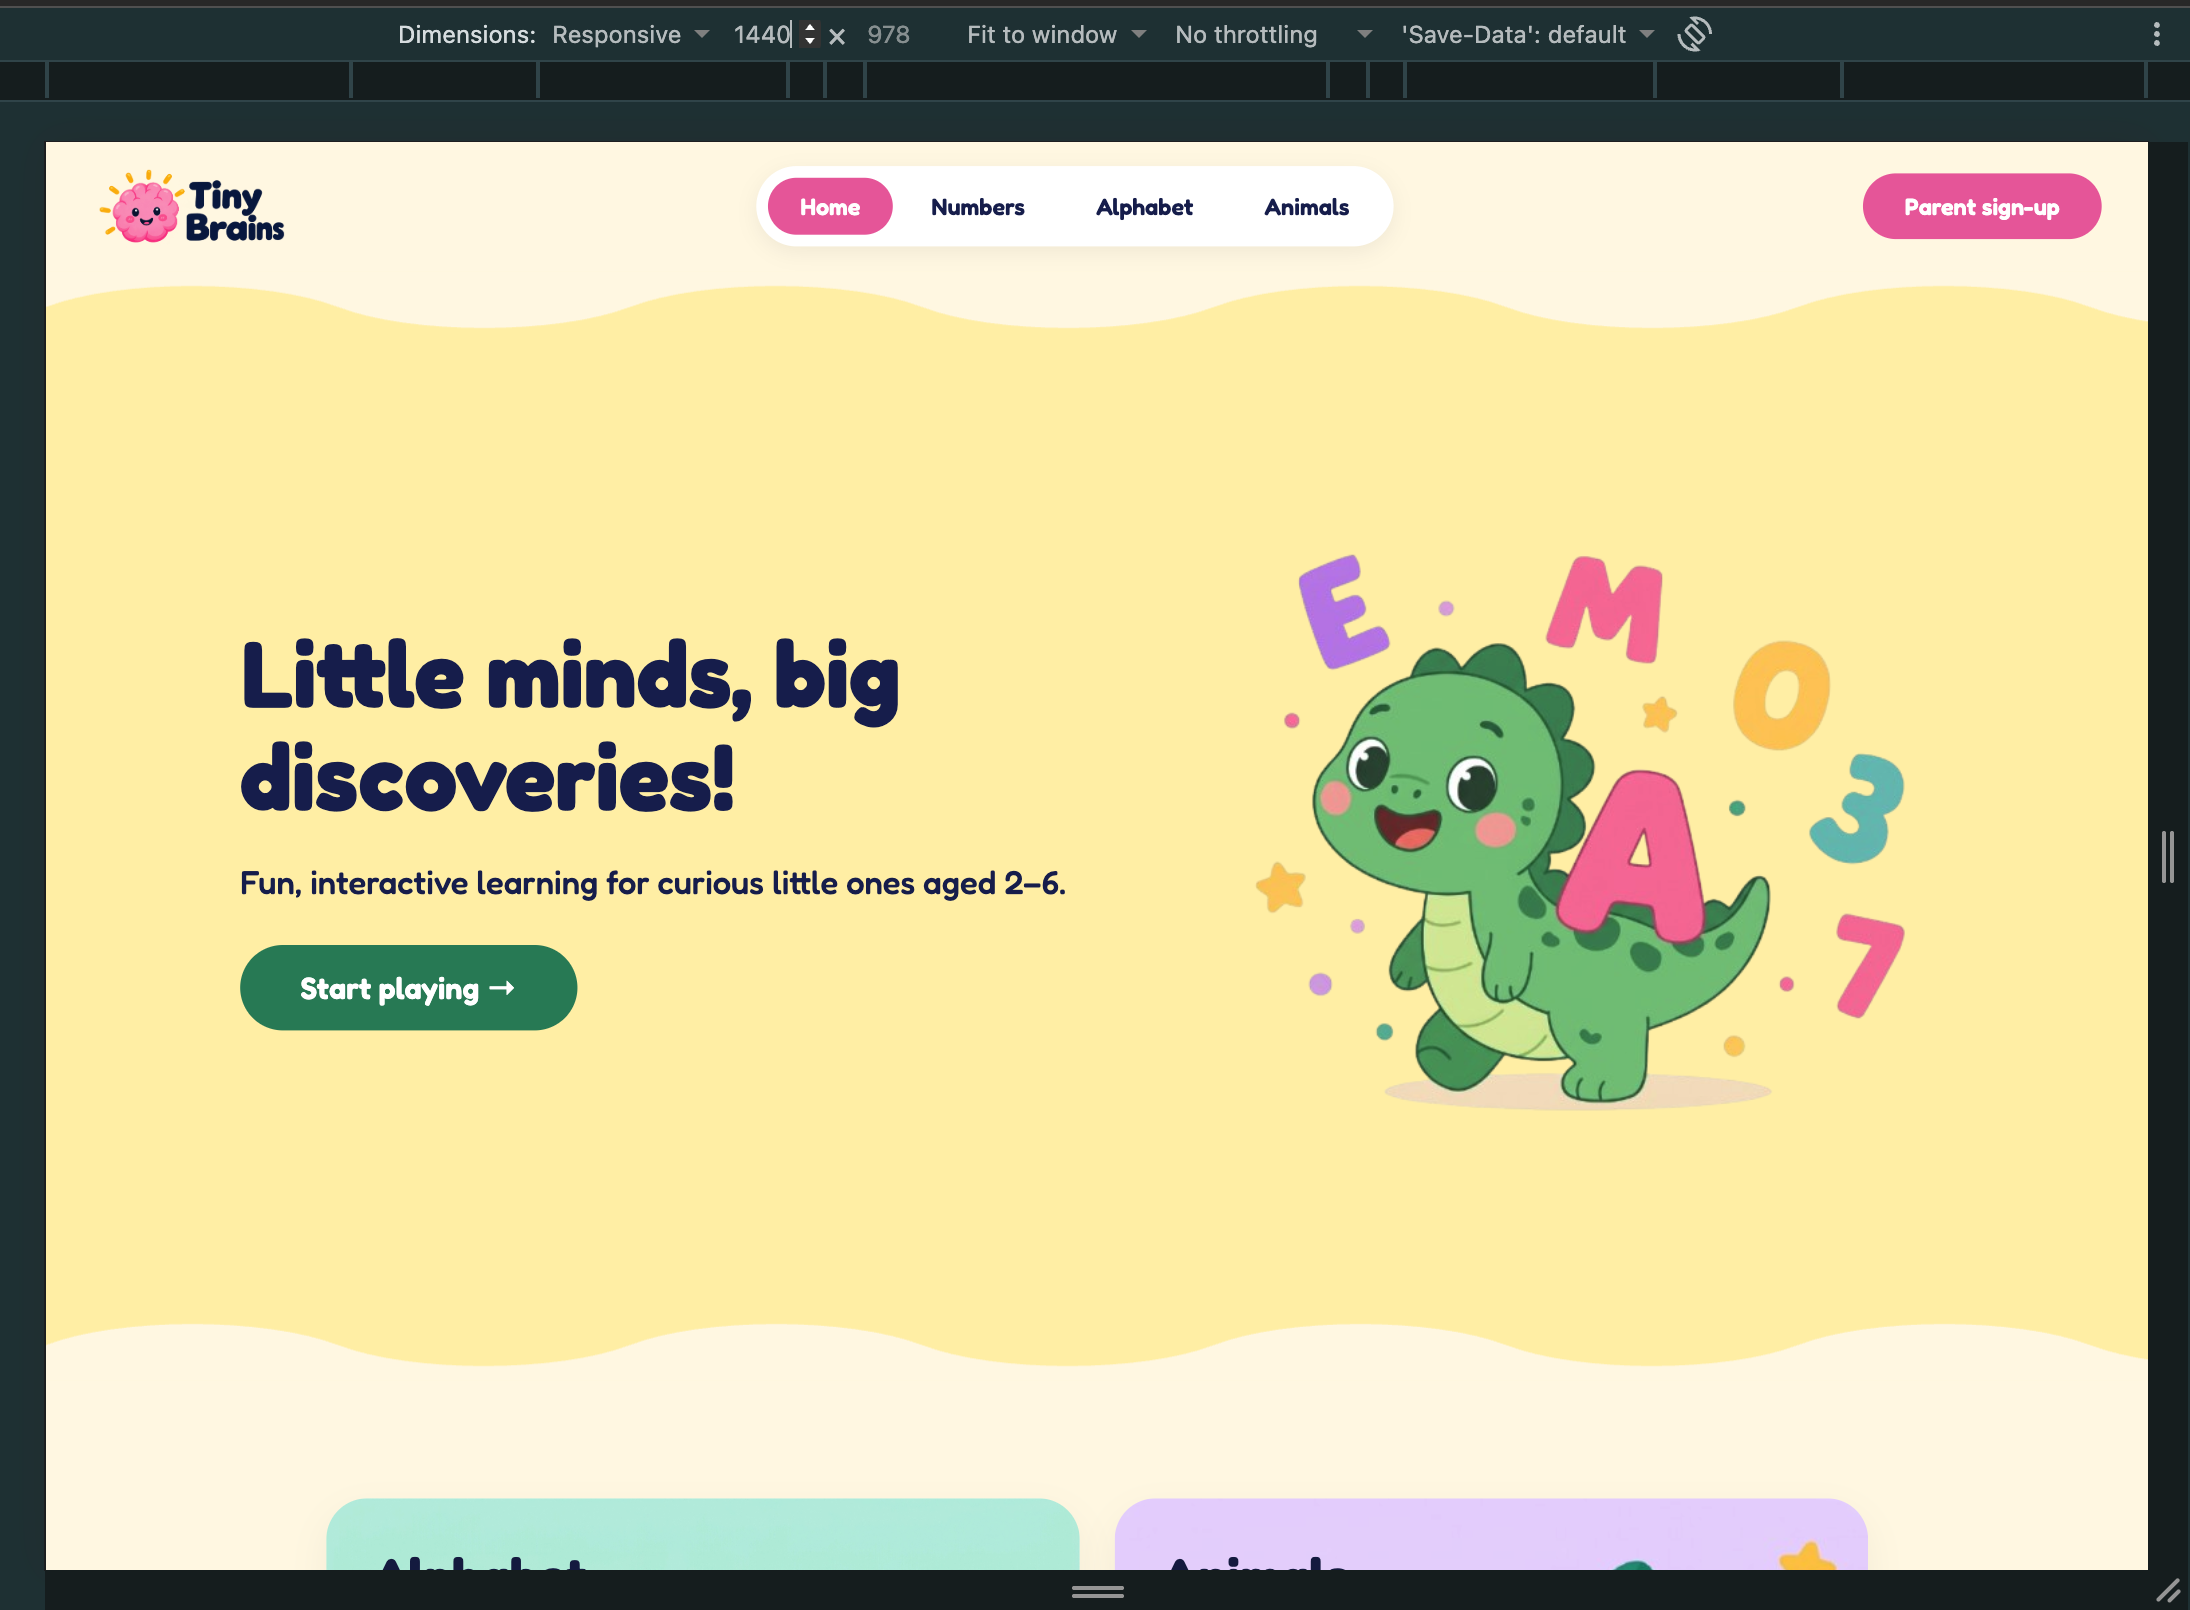 Dimensions: Responsive 1440 × 978 Fit to window No throttling 'Save-Data': default
Tiny
Brains
Home Numbers Alphabet Animals
Parent sign-up
E M O
3
A
7
Little minds, big
discoveries!
Fun, interactive learning for curious little ones aged 2–6.
Start playing →
Alphabet Animals